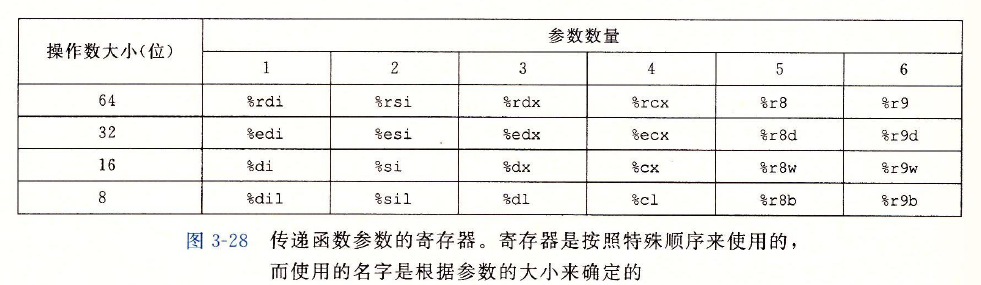 操作数大小(位) 参数数量
1 2 3 4 5 6
64 %rdi %rsi %rdx %rcx %r8 %r9
32 %edi %esi %edx %ecx %r8d %r9d
16 %di %si %dx %cx %r8w %r9w
8 %dil %sil %dl %cl %r8b %r9b
图 3-28 传递函数参数的寄存器。寄存器是按照特殊顺序来使用的，
而使用的名字是根据参数的大小来确定的